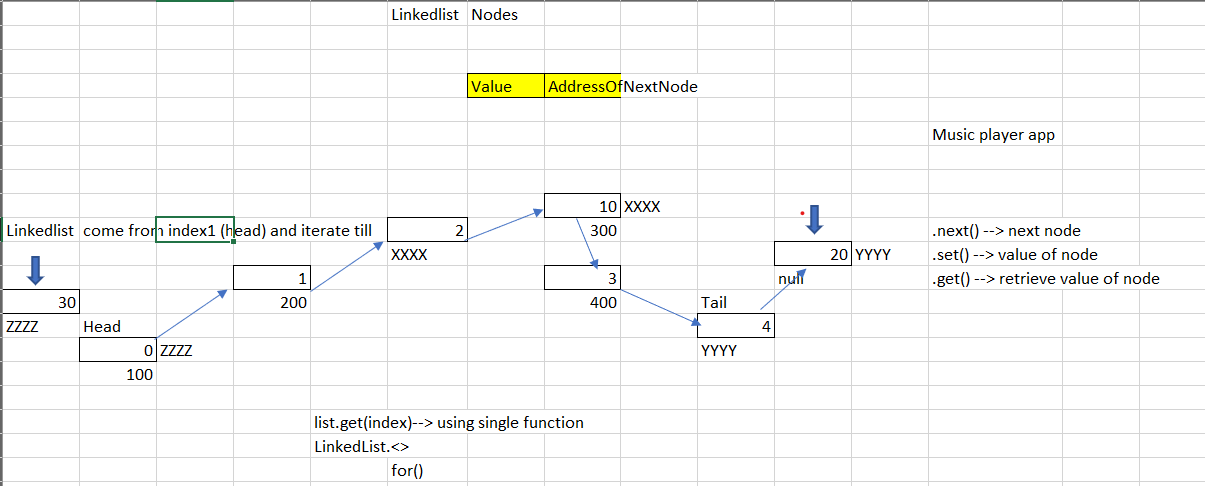 Linkedlist Nodes
Value AddressOfNextNode
Music player app
10 XXXX
Linkedlist come from index1 (head) and iterate till 2 300 .next() --> next node
XXXX 20 YYYY .set() --> value of node
1 3 null .get() --> retrieve value of node
30 200 400 Tail
ZZZZ Head 4
0 ZZZZ YYYY
100
list.get(index)--> using single function
LinkedList.<>
for()